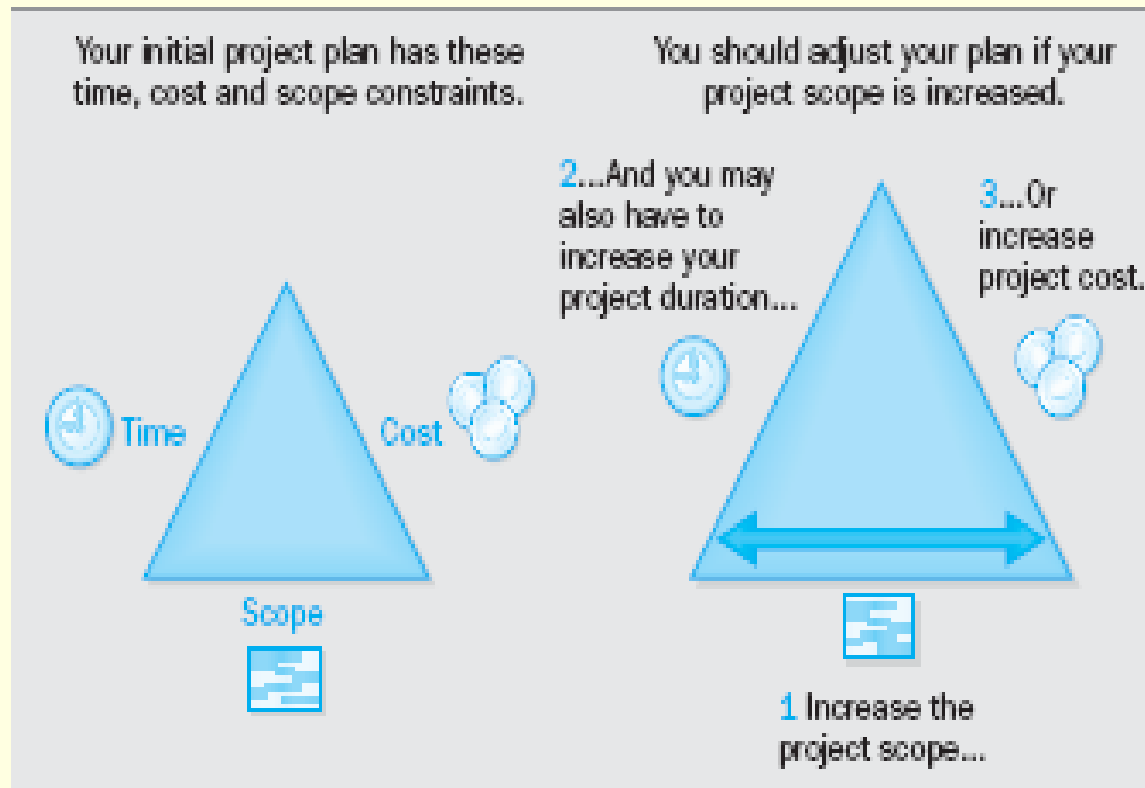 Your initial project plan has these
time, cost and scope constraints.
Time
Cost
Scope
You should adjust your plan if your
project scope is increased.
2...And you may
also have to
increase your
project duration...
3...Or
increase
project cost.
1 Increase the
project scope...